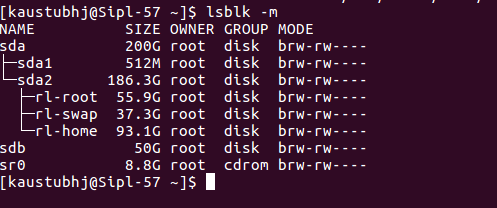 [kaustubhj@Sipl-57 ~]$ lsblk -m
NAME SIZE OWNER GROUP MODE
sda 200G root disk brw-rw----
├─sda1 512M root disk brw-rw----
└─sda2 186.3G root disk brw-rw----
  ├─rl-root 55.9G root disk brw-rw----
  ├─rl-swap 37.3G root disk brw-rw----
  └─rl-home 93.1G root disk brw-rw----
sdb 50G root disk brw-rw----
sr0 8.8G root cdrom brw-rw----
[kaustubhj@Sipl-57 ~]$